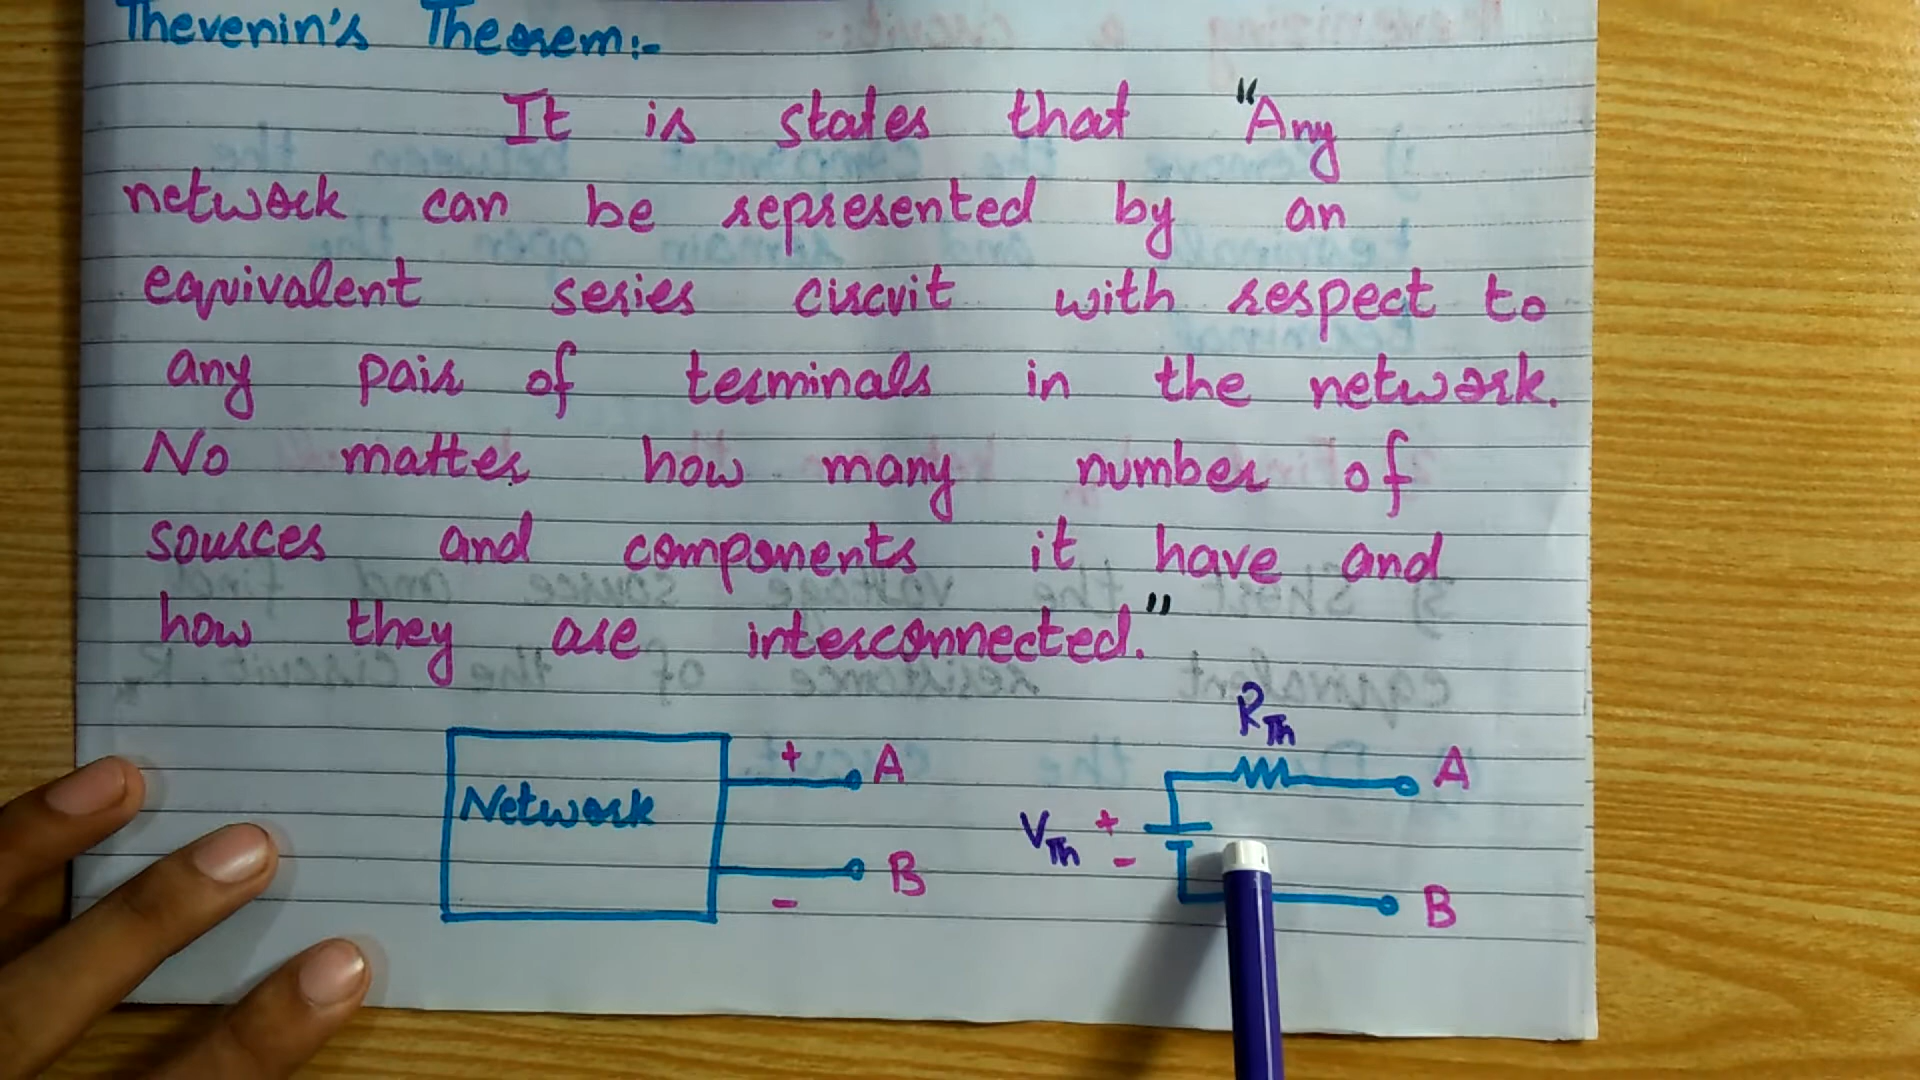 Thevenin's Theorem:-
It is states that "Any
network can be represented by an
equivalent series circuit with respect to
any pair of terminals in the network.
No matter how many number of
sources and components it have and
how they are interconnected."
RTh
+ A A
Network
VTh +
-
B B
-